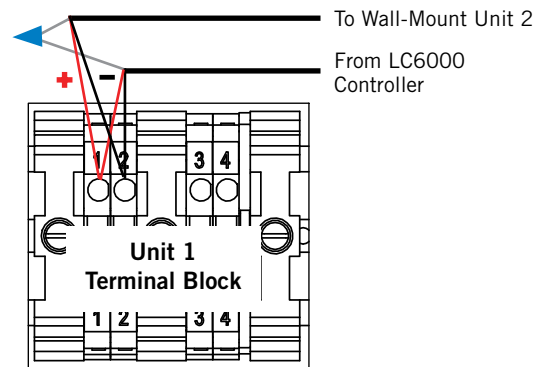 To Wall-Mount Unit 2
From LC6000
Controller
+ -
1 2 3 4
Unit 1
Terminal Block
1 2 3 4